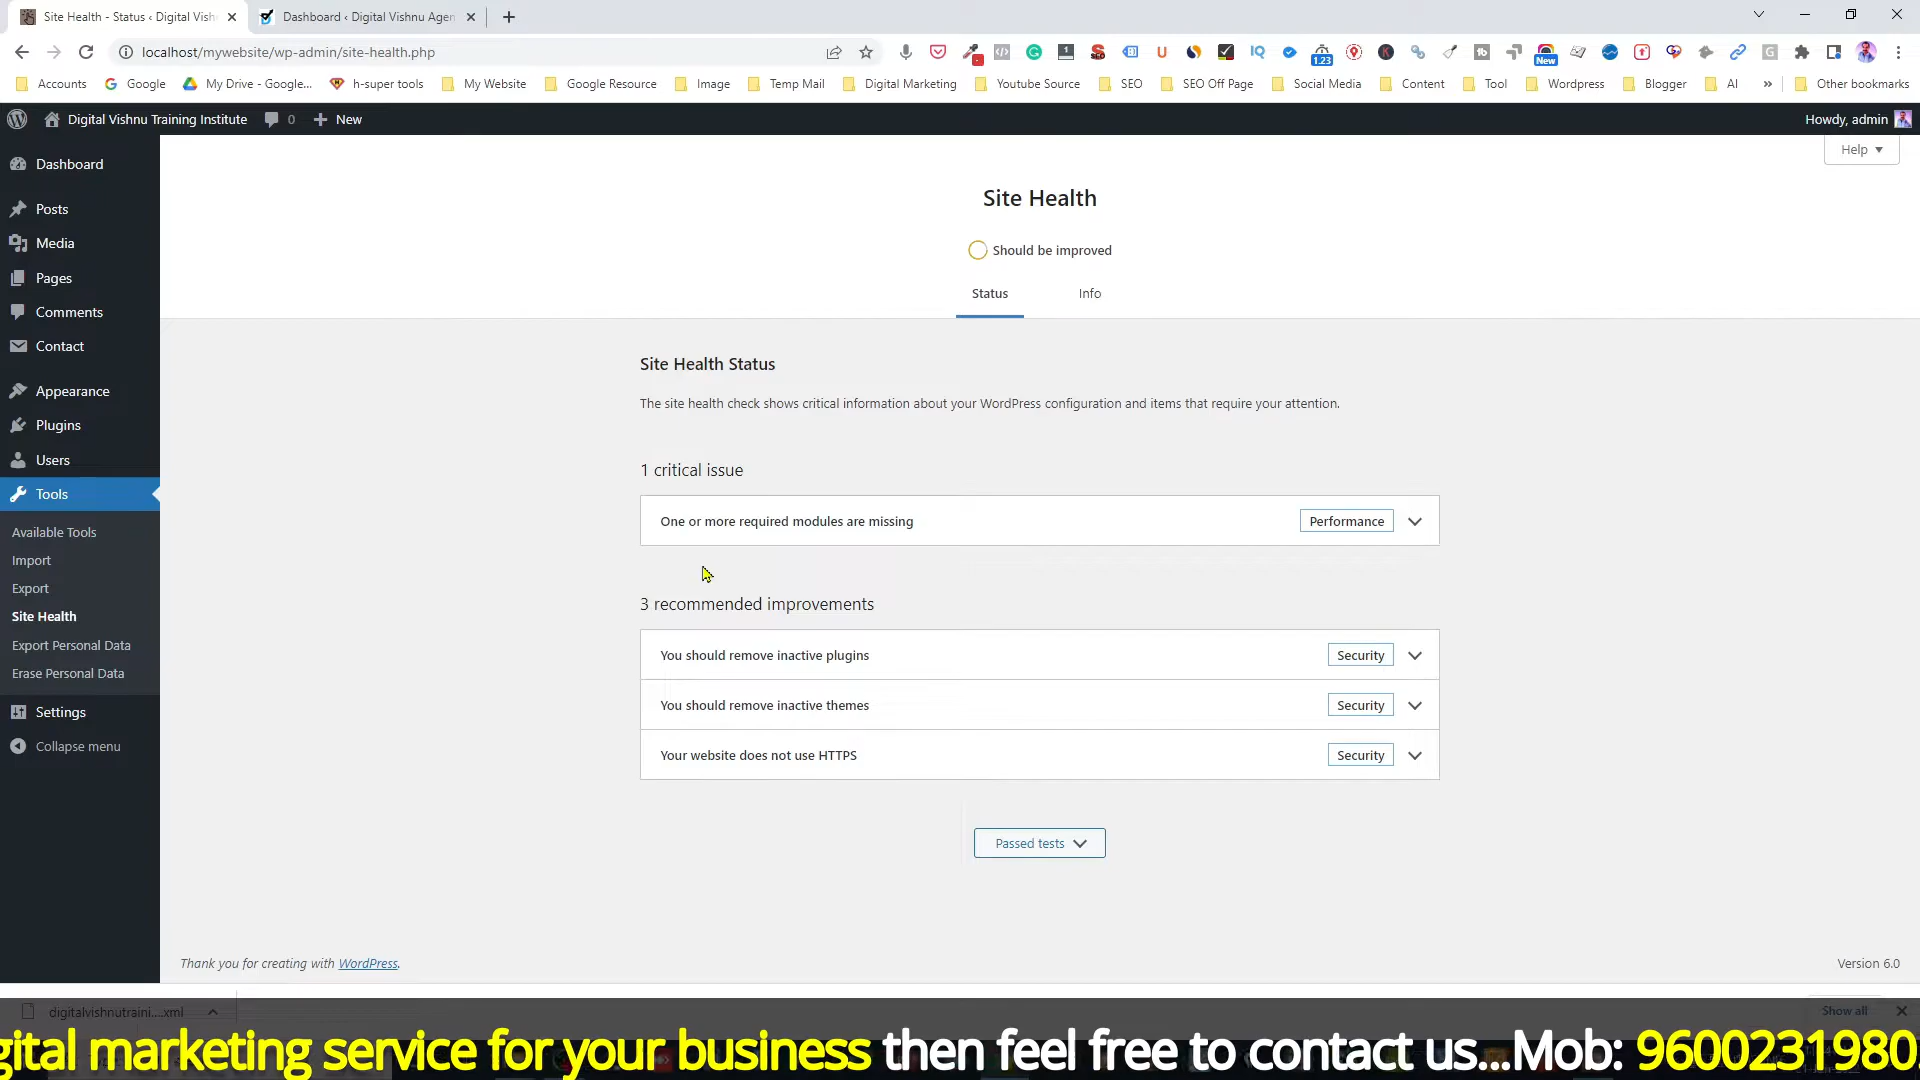 Site Health - Status ‹ Digital Vishn
Dashboard ‹ Digital Vishnu Agen
localhost/mywebsite/wp-admin/site-health.php
1.23
New
Accounts
Google
My Drive - Google...
h-super tools
My Website
Google Resource
Image
Temp Mail
Digital Marketing
Youtube Source
SEO
SEO Off Page
Social Media
Content
Tool
Wordpress
Blogger
AI
»
Other bookmarks
Digital Vishnu Training Institute
0
New
Howdy, admin
Help
Dashboard
Posts
Media
Pages
Comments
Contact
Appearance
Plugins
Users
Tools
Available Tools
Import
Export
Site Health
Export Personal Data
Erase Personal Data
Settings
Collapse menu
Site Health
Should be improved
Status
Info
Site Health Status
The site health check shows critical information about your WordPress configuration and items that require your attention.
1 critical issue
One or more required modules are missing
Performance
3 recommended improvements
You should remove inactive plugins
Security
You should remove inactive themes
Security
Your website does not use HTTPS
Security
Passed tests
Thank you for creating with WordPress.
Version 6.0
digitalvishnutraini....xml
Show all
gital marketing service for your business then feel free to contact us...Mob: 9600231980